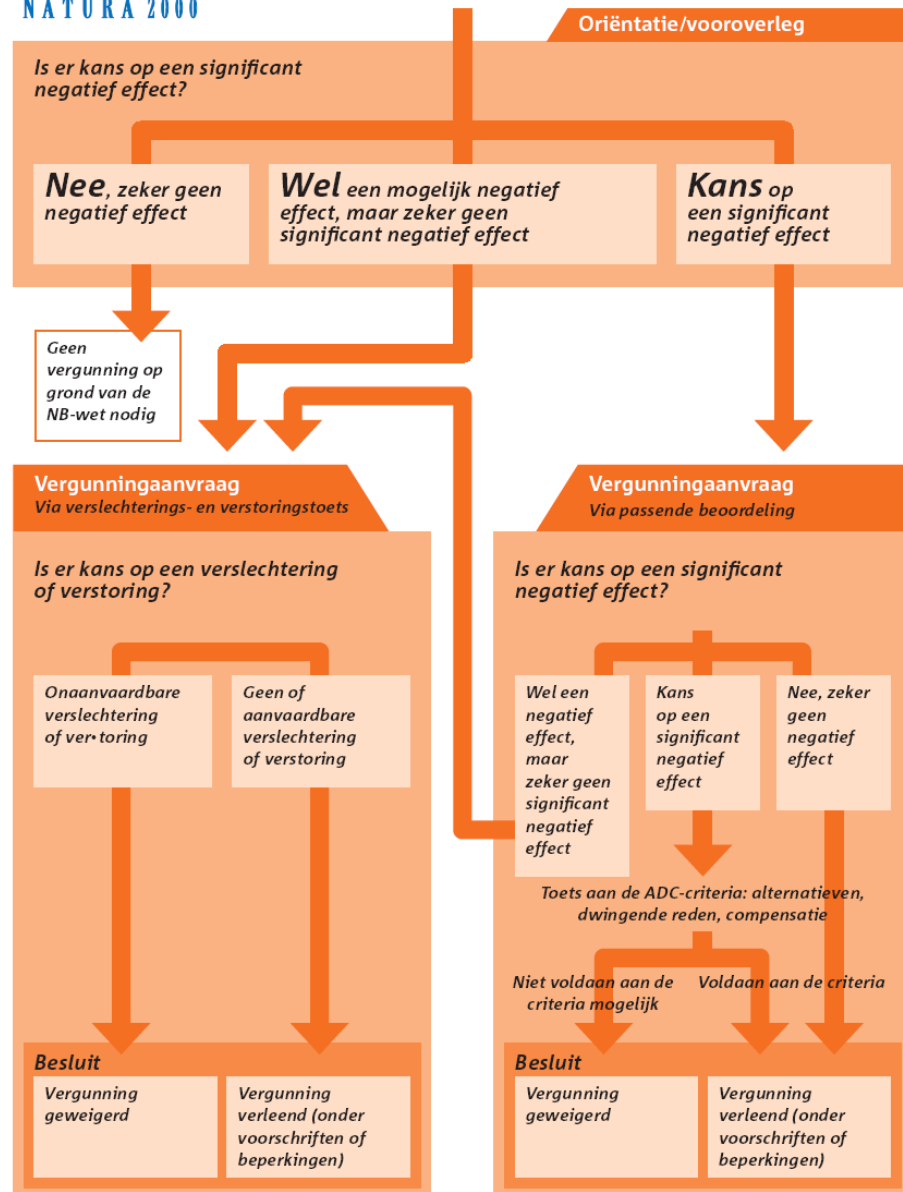 NATURA 2000
Oriëntatie/vooroverleg
Is er kans op een significant
negatief effect?
Nee, zeker geen
negatief effect
Wel een mogelijk negatief
effect, maar zeker geen
significant negatief effect
Kans op
een significant
negatief effect
Geen
vergunning op
grond van de
NB-wet nodig
Vergunningaanvraag
Via verslechterings- en verstoringstoets
Is er kans op een verslechtering
of verstoring?
Onaanvaardbare
verslechtering
of ver•toring
Geen of
aanvaardbare
verslechtering
of verstoring
Besluit
Vergunning
geweigerd
Vergunning
verleend (onder
voorschriften of
beperkingen)
Vergunningaanvraag
Via passende beoordeling
Is er kans op een significant
negatief effect?
Wel een
negatief
effect,
maar
zeker geen
significant
negatief
effect
Kans
op een
significant
negatief
effect
Nee, zeker
geen
negatief
effect
Toets aan de ADC-criteria: alternatieven,
dwingende reden, compensatie
Niet voldaan aan de
criteria mogelijk
Voldaan aan de criteria
Besluit
Vergunning
geweigerd
Vergunning
verleend (onder
voorschriften of
beperkingen)